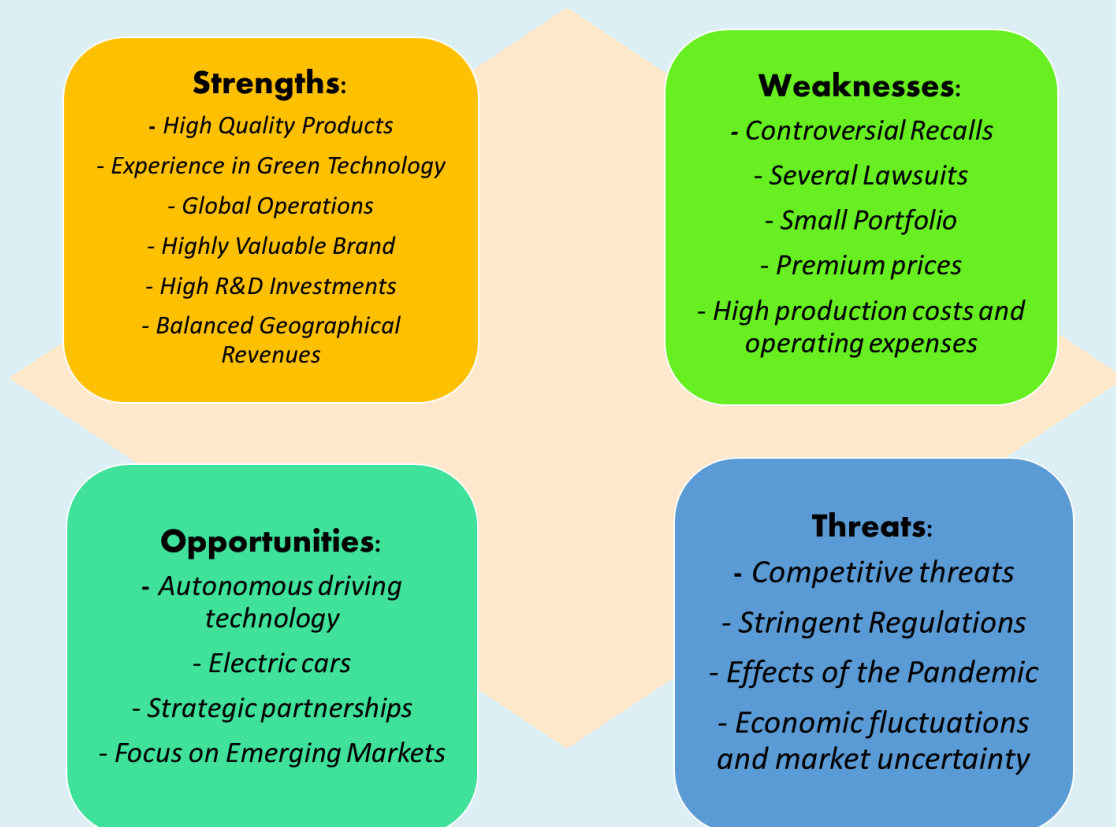 Strengths:
- High Quality Products
- Experience in Green Technology
- Global Operations
- Highly Valuable Brand
- High R&D Investments
- Balanced Geographical
Revenues
Weaknesses:
- Controversial Recalls
- Several Lawsuits
- Small Portfolio
- Premium prices
- High production costs and
operating expenses
Opportunities:
- Autonomous driving
technology
- Electric cars
- Strategic partnerships
- Focus on Emerging Markets
Threats:
- Competitive threats
- Stringent Regulations
- Effects of the Pandemic
- Economic fluctuations
and market uncertainty